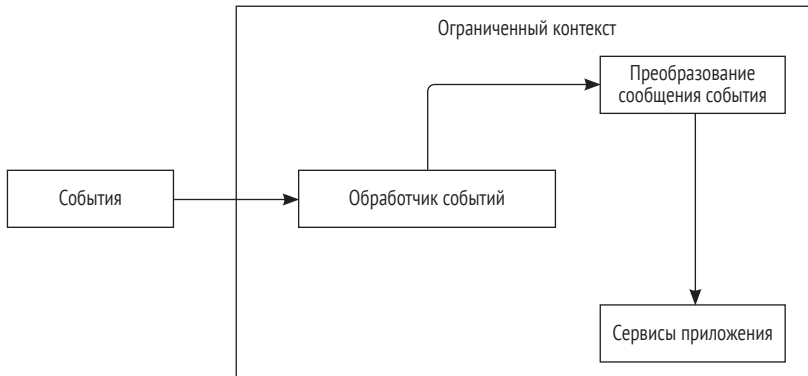 Ограниченный контекст
Преобразование
сообщения события
События
Обработчик событий
Сервисы приложения